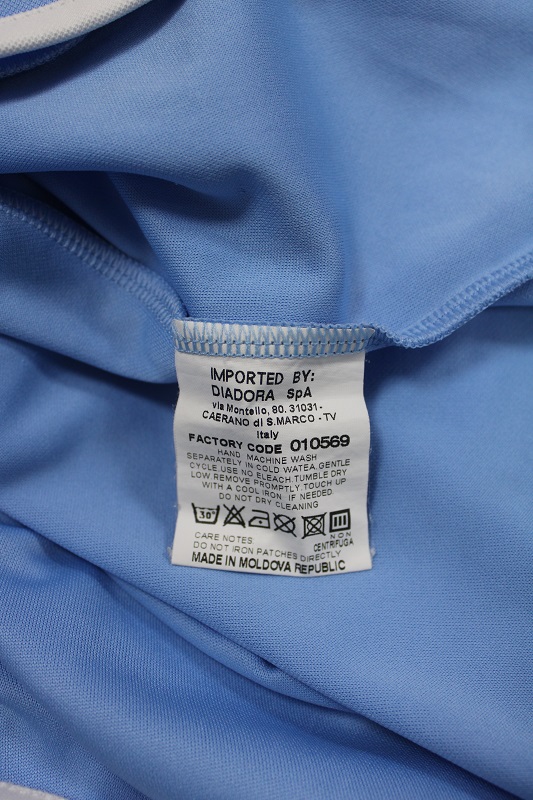 IMPORTED BY:
DIADORA SpA
via Montello, 80. 31031-
CAERANO di S.MARCO - TV
Italy
FACTORY CODE 010569
HAND MACHINE WASH
SEPARATELY IN COLD WATEA, GENTLE
CYCLE USE NO BLEACH.TUMBLE DRY
LOW REMOVE PROMPTLY. TOUCH UP
WITH A COOL IRON IF NEEDED
DO NOT DRY CLEANING
30°
NON
CENTRIFUGA
CARE NOTES:
DO NOT IRON PATCHES DIRECTLY
MADE IN MOLDOVA REPUBLIC